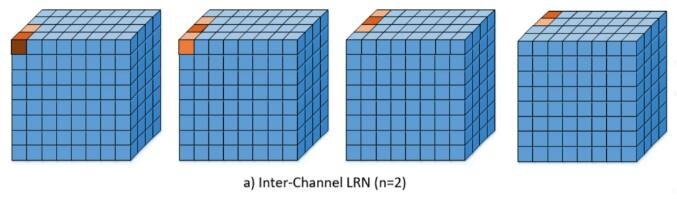 a) Inter-Channel LRN (n=2)